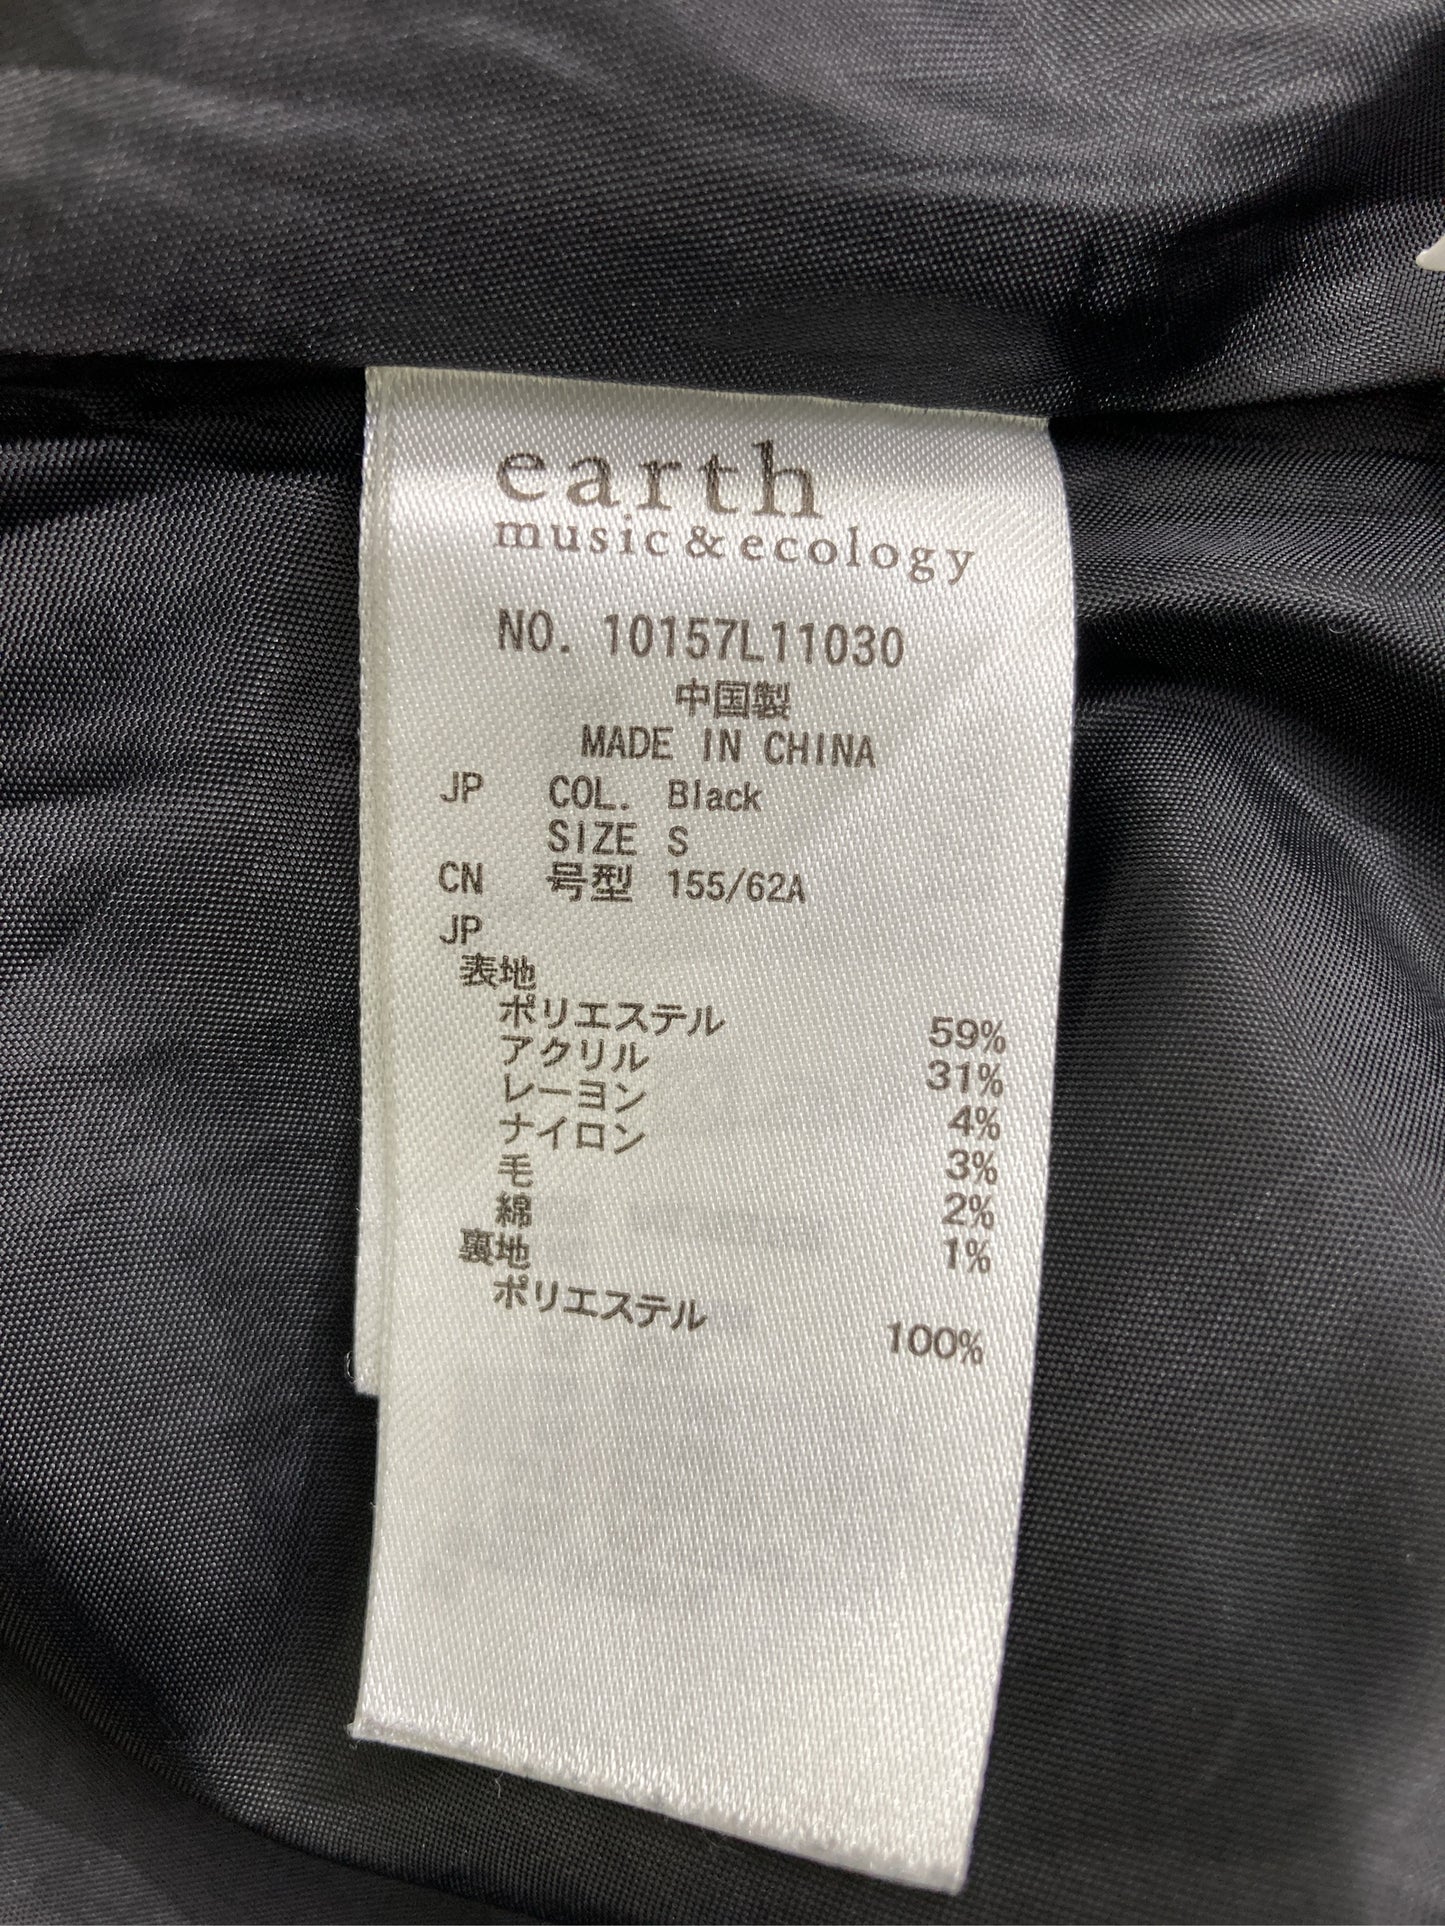 earth
music & ecology
NO. 10157L11030
中国製
MADE IN CHINA
JP COL. Black
SIZE S
CN 号型 155/62A
JP
表地
ポリエステル 59%
アクリル 31%
レーヨン 4%
ナイロン 3%
毛 2%
綿 1%
裏地
ポリエステル 100%